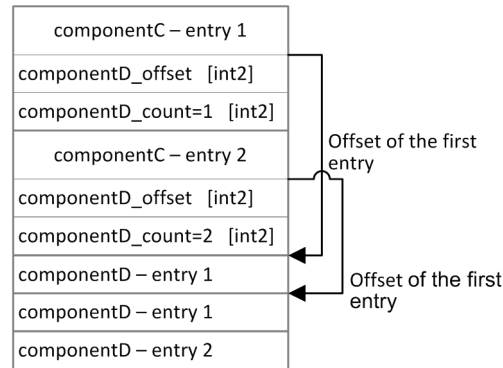 componentC – entry 1
componentD_offset [int2]
componentD_count=1 [int2]
componentC – entry 2
componentD_offset [int2]
componentD_count=2 [int2]
componentD – entry 1
componentD – entry 1
componentD – entry 2
Offset of the first
entry
Offset of the first
entry